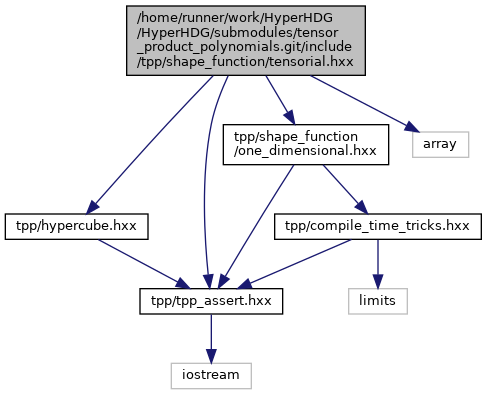 /home/runner/work/HyperHDG
/HyperHDG/submodules/tensor
_product_polynomials.git/include
/tpp/shape_function/tensorial.hxx
tpp/shape_function
/one_dimensional.hxx
array
tpp/hypercube.hxx
tpp/compile_time_tricks.hxx
tpp/tpp_assert.hxx
limits
iostream